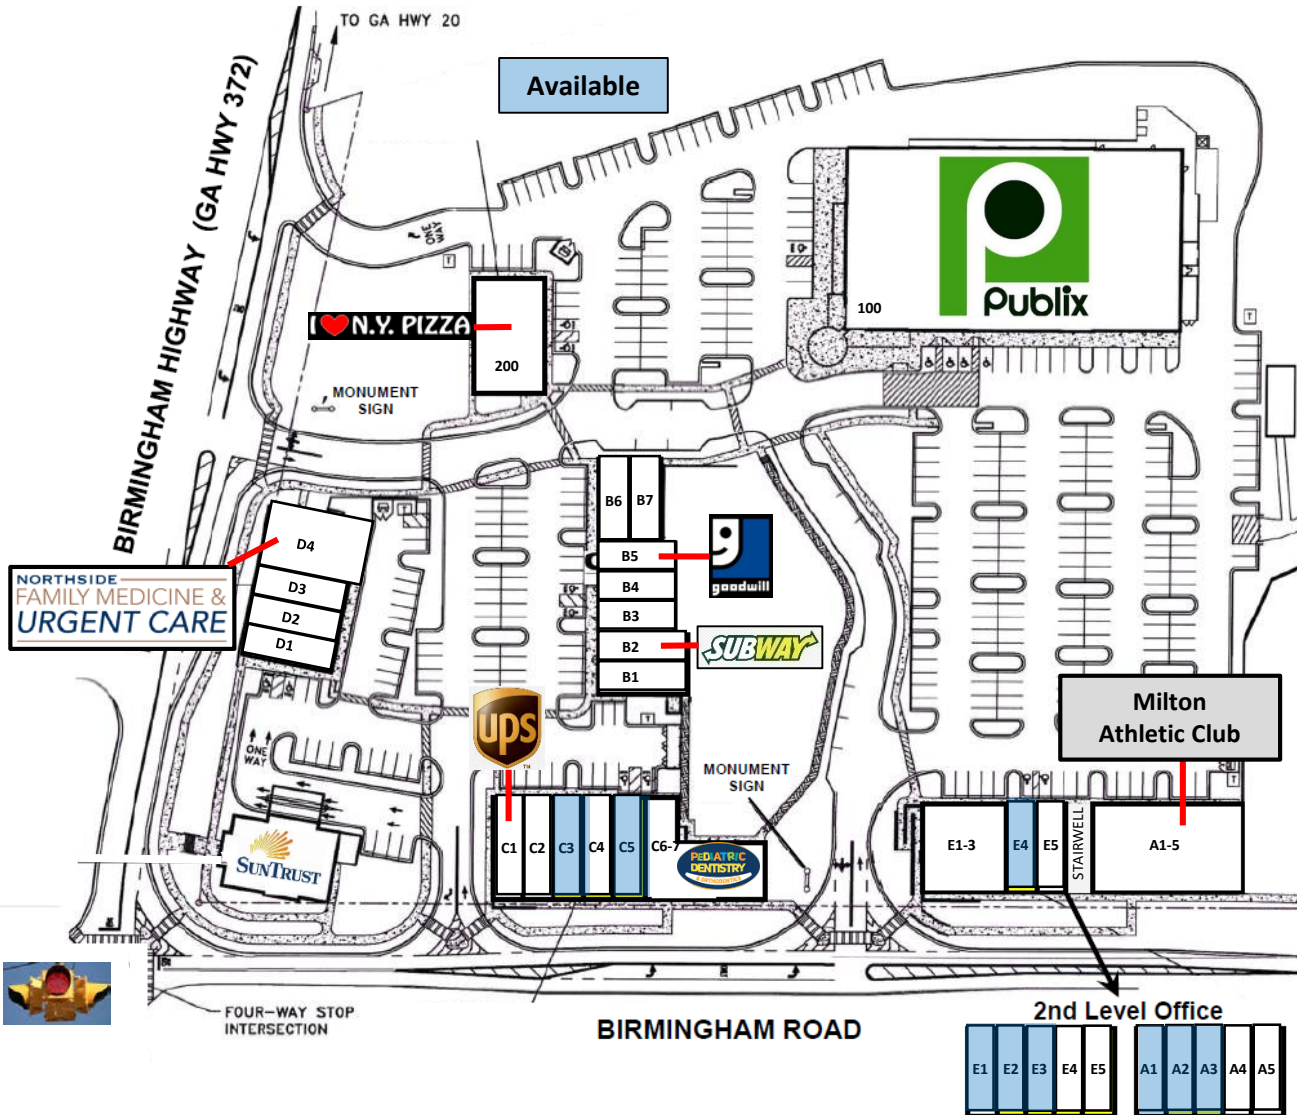 TO GA HWY 20
Available
BIRMINGHAM HIGHWAY (GA HWY 372)
ONE
WAY
T
P
Publix
100
I ❤ N.Y. PIZZA
200
MONUMENT
SIGN
T
B6
B7
D4
B5
goodwill
NORTHSIDE
FAMILY MEDICINE &
URGENT CARE
D3
B4
D2
B3
D1
B2
SUBWAY
B1
ups
Milton
Athletic Club
ONE
WAY
T
MONUMENT
SIGN
T
SUNTRUST
C1
C2
C3
C4
C5
C6-7
PEDIATRIC
DENTISTRY
& ORTHODONTICS
E1-3
E4
E5
STAIRWELL
A1-5
FOUR-WAY STOP
INTERSECTION
BIRMINGHAM ROAD
2nd Level Office
E1
E2
E3
E4
E5
A1
A2
A3
A4
A5